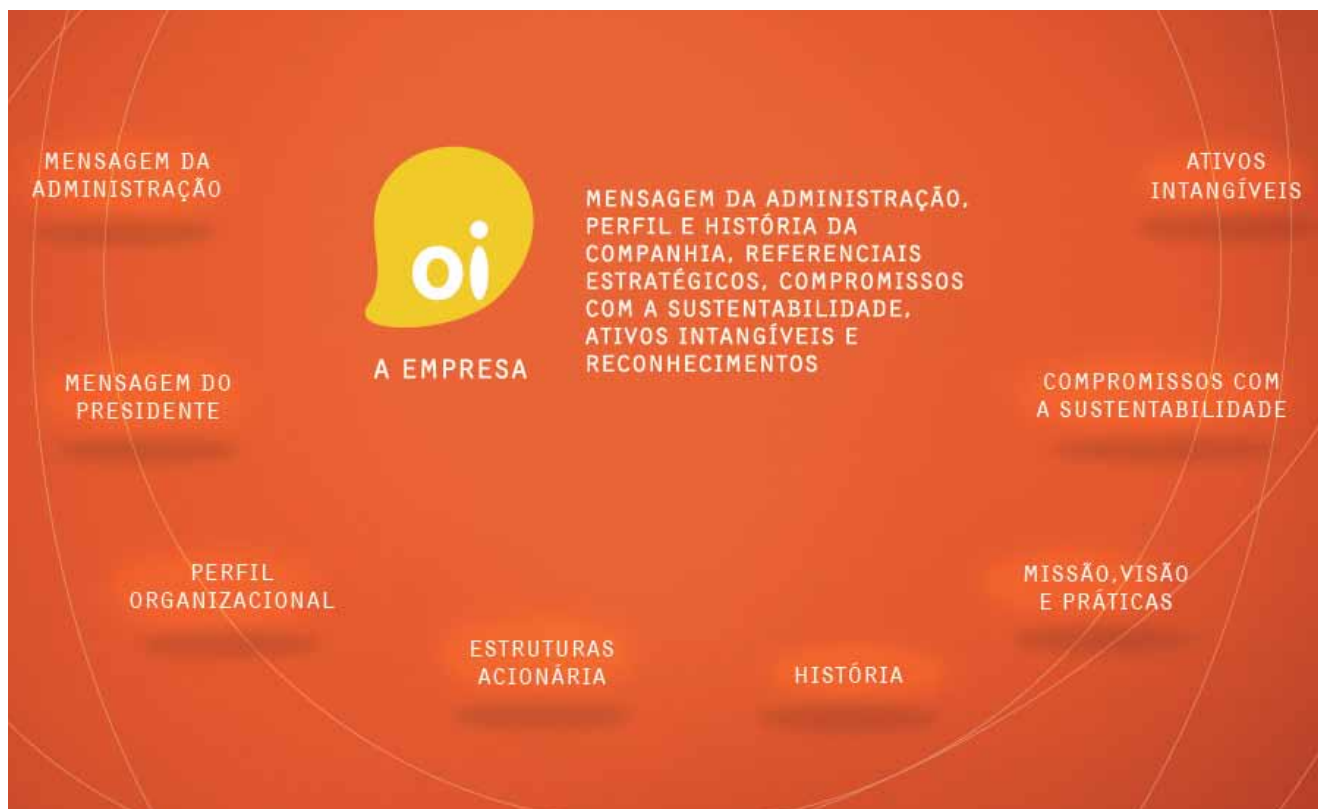 MENSAGEM DA
ADMINISTRAÇÃO
MENSAGEM DO
PRESIDENTE
PERFIL
ORGANIZACIONAL
ESTRUTURAS
ACIONÁRIA
HISTÓRIA
MISSÃO,VISÃO
E PRÁTICAS
COMPROMISSOS COM
A SUSTENTABILIDADE
ATIVOS
INTANGÍVEIS
oi
A EMPRESA
MENSAGEM DA ADMINISTRAÇÃO,
PERFIL E HISTÓRIA DA
COMPANHIA, REFERENCIAIS
ESTRATÉGICOS, COMPROMISSOS
COM A SUSTENTABILIDADE,
ATIVOS INTANGÍVEIS E
RECONHECIMENTOS